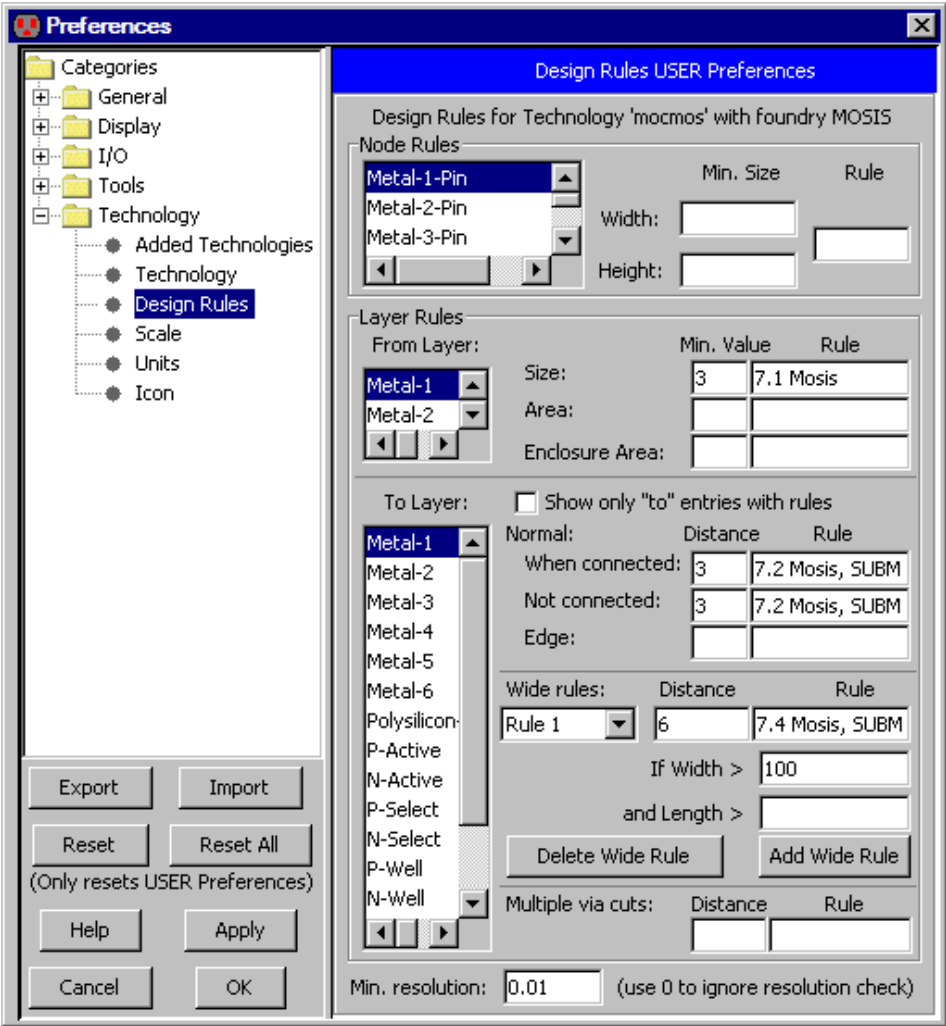 Preferences
Categories
General
Display
I/O
Tools
Technology
Added Technologies
Technology
Design Rules
Scale
Units
Icon
Export Import
Reset Reset All
(Only resets USER Preferences)
Help Apply
Cancel OK
Design Rules USER Preferences
Design Rules for Technology 'mocmos' with foundry MOSIS
Node Rules
Metal-1-Pin
Metal-2-Pin
Metal-3-Pin
Min. Size Rule
Width:
Height:
Layer Rules
From Layer:
Metal-1
Metal-2
Min. Value Rule
Size: 3 7.1 Mosis
Area:
Enclosure Area:
To Layer:
Metal-1
Metal-2
Metal-3
Metal-4
Metal-5
Metal-6
Polysilicon-
P-Active
N-Active
P-Select
N-Select
P-Well
N-Well
Show only "to" entries with rules
Normal: Distance Rule
When connected: 3 7.2 Mosis, SUBM
Not connected: 3 7.2 Mosis, SUBM
Edge:
Wide rules: Distance Rule
Rule 1 6 7.4 Mosis, SUBM
If Width > 100
and Length >
Delete Wide Rule Add Wide Rule
Multiple via cuts: Distance Rule
Min. resolution: 0.01 (use 0 to ignore resolution check)